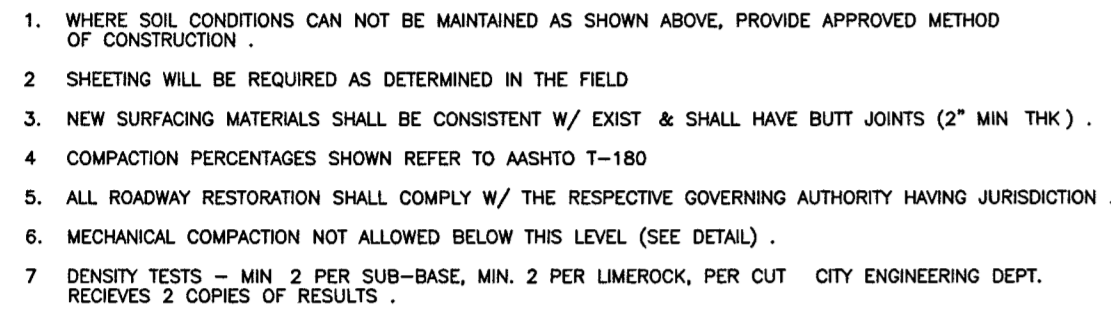 1. WHERE SOIL CONDITIONS CAN NOT BE MAINTAINED AS SHOWN ABOVE, PROVIDE APPROVED METHOD
OF CONSTRUCTION .
2 SHEETING WILL BE REQUIRED AS DETERMINED IN THE FIELD
3. NEW SURFACING MATERIALS SHALL BE CONSISTENT W/ EXIST & SHALL HAVE BUTT JOINTS (2" MIN THK) .
4 COMPACTION PERCENTAGES SHOWN REFER TO AASHTO T-180
5. ALL ROADWAY RESTORATION SHALL COMPLY W/ THE RESPECTIVE GOVERNING AUTHORITY HAVING JURISDICTION .
6. MECHANICAL COMPACTION NOT ALLOWED BELOW THIS LEVEL (SEE DETAIL) .
7 DENSITY TESTS - MIN 2 PER SUB-BASE, MIN. 2 PER LIMEROCK, PER CUT CITY ENGINEERING DEPT.
RECIEVES 2 COPIES OF RESULTS .